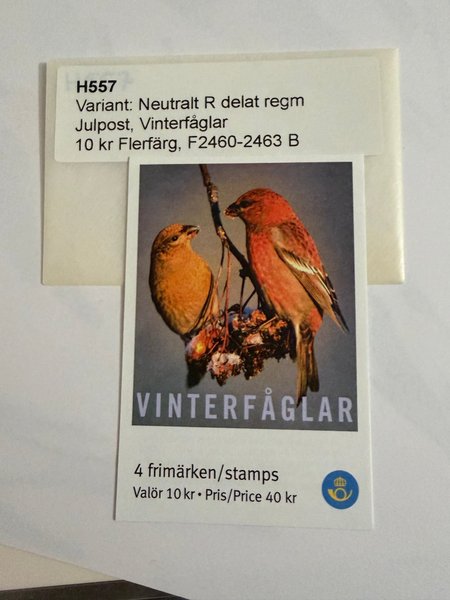 H557
Variant: Neutralt R delat regm
Julpost, Vinterfåglar
10 kr Flerfärg, F2460-2463 B
VINTERFÅGLAR
4 frimärken/stamps
Valör 10 kr • Pris/Price 40 kr